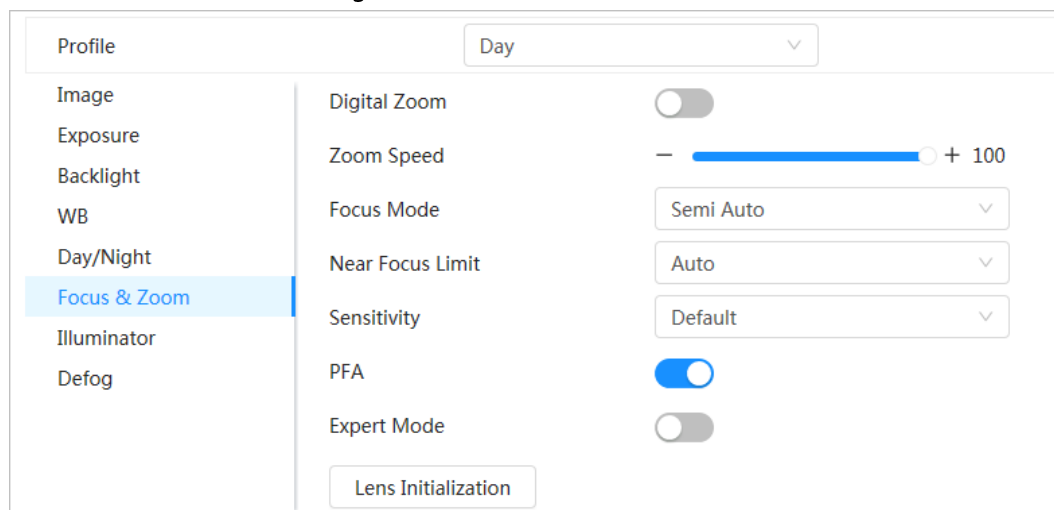 Profile Day
Image
Exposure
Backlight
WB
Day/Night
Focus & Zoom
Illuminator
Defog
Digital Zoom
Zoom Speed − + 100
Focus Mode Semi Auto
Near Focus Limit Auto
Sensitivity Default
PFA
Expert Mode
Lens Initialization